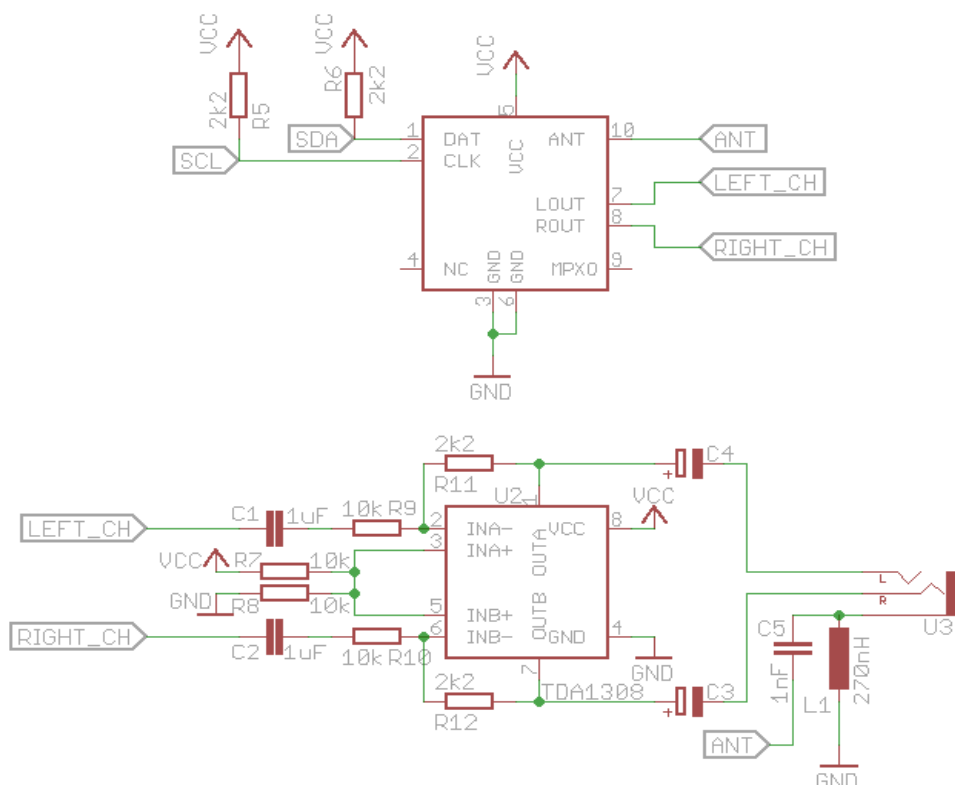 VCC
VCC
VCC
2k2
R5
R6
2k2
SDA
SCL
1
2
4
DAT
CLK
NC
5
VCC
ANT
LOUT
ROUT
MPXO
GND
GND
3
6
10
7
8
9
ANT
LEFT_CH
RIGHT_CH
GND
2k2
R11
C4
LEFT_CH
C1
1uF
10k
R9
U2
1
VCC
2
3
INA-
INA+
OUTA
VCC
8
VCC
R7
10k
GND
R8
10k
5
6
INB+
INB-
OUTB
GND
4
GND
RIGHT_CH
C2
1uF
10k
R10
2k2
R12
7
TDA1308
C3
L
R
U3
C5
1nF
L1
270nH
ANT
GND
+
+